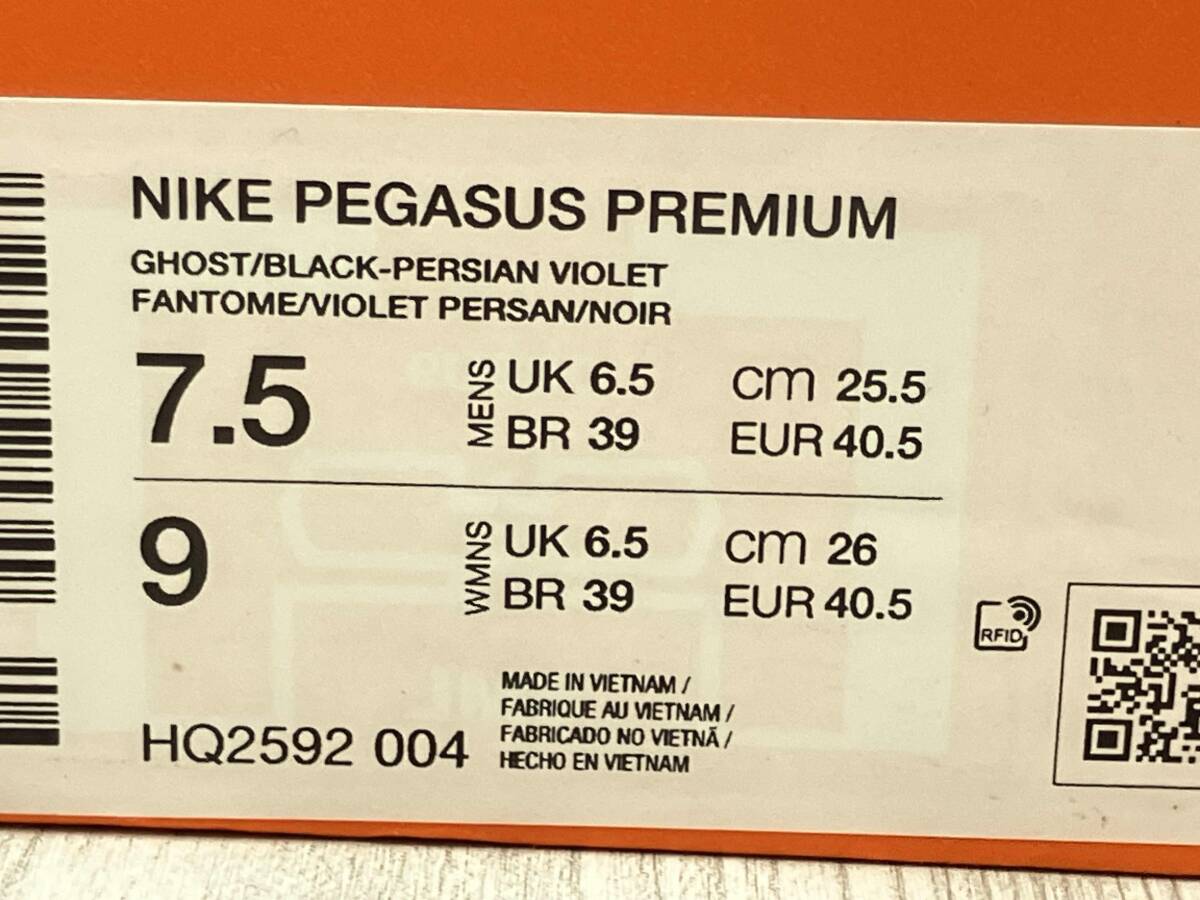 NIKE PEGASUS PREMIUM
GHOST/BLACK-PERSIAN VIOLET
FANTOME/VIOLET PERSAN/NOIR
7.5 MENS UK 6.5 cm 25.5
BR 39 EUR 40.5
9 WMNS UK 6.5 cm 26
BR 39 EUR 40.5
RFID
MADE IN VIETNAM /
FABRIQUE AU VIETNAM /
FABRICADO NO VIETNÃ /
HECHO EN VIETNAM
HQ2592 004